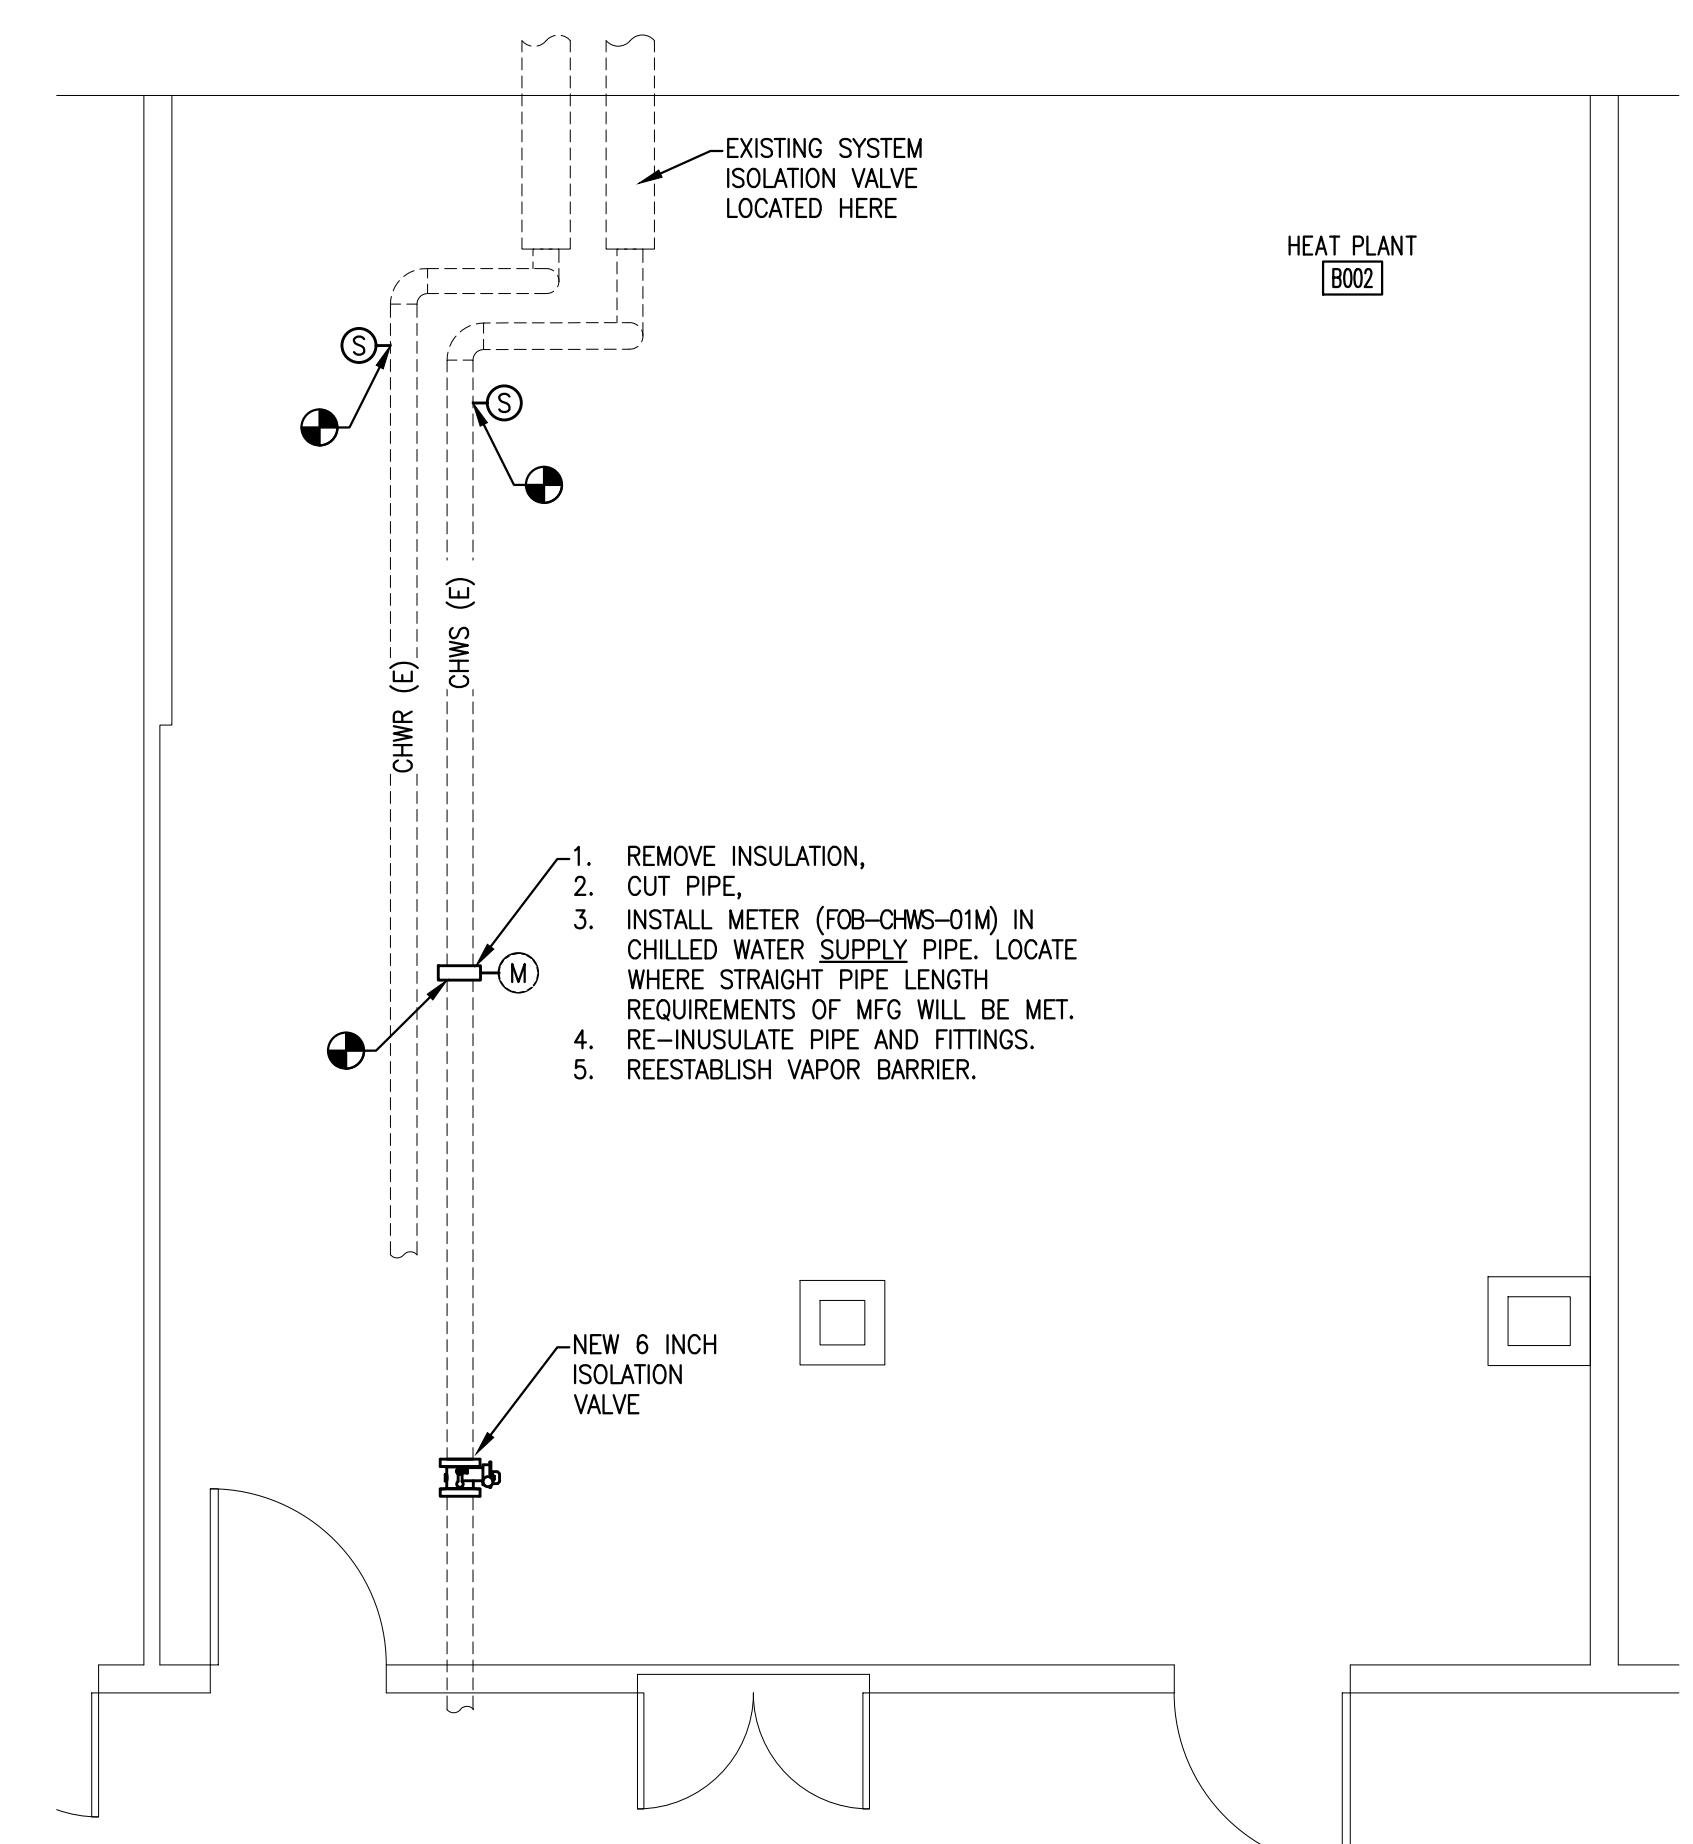 EXISTING SYSTEM
ISOLATION VALVE
LOCATED HERE
HEAT PLANT
B002
S
S
CHWS (E)
CHWR (E)
1. REMOVE INSULATION,
2. CUT PIPE,
3. INSTALL METER (FOB-CHWS-01M) IN
CHILLED WATER SUPPLY PIPE. LOCATE
WHERE STRAIGHT PIPE LENGTH
REQUIREMENTS OF MFG WILL BE MET.
4. RE-INUSULATE PIPE AND FITTINGS.
5. REESTABLISH VAPOR BARRIER.
M
NEW 6 INCH
ISOLATION
VALVE